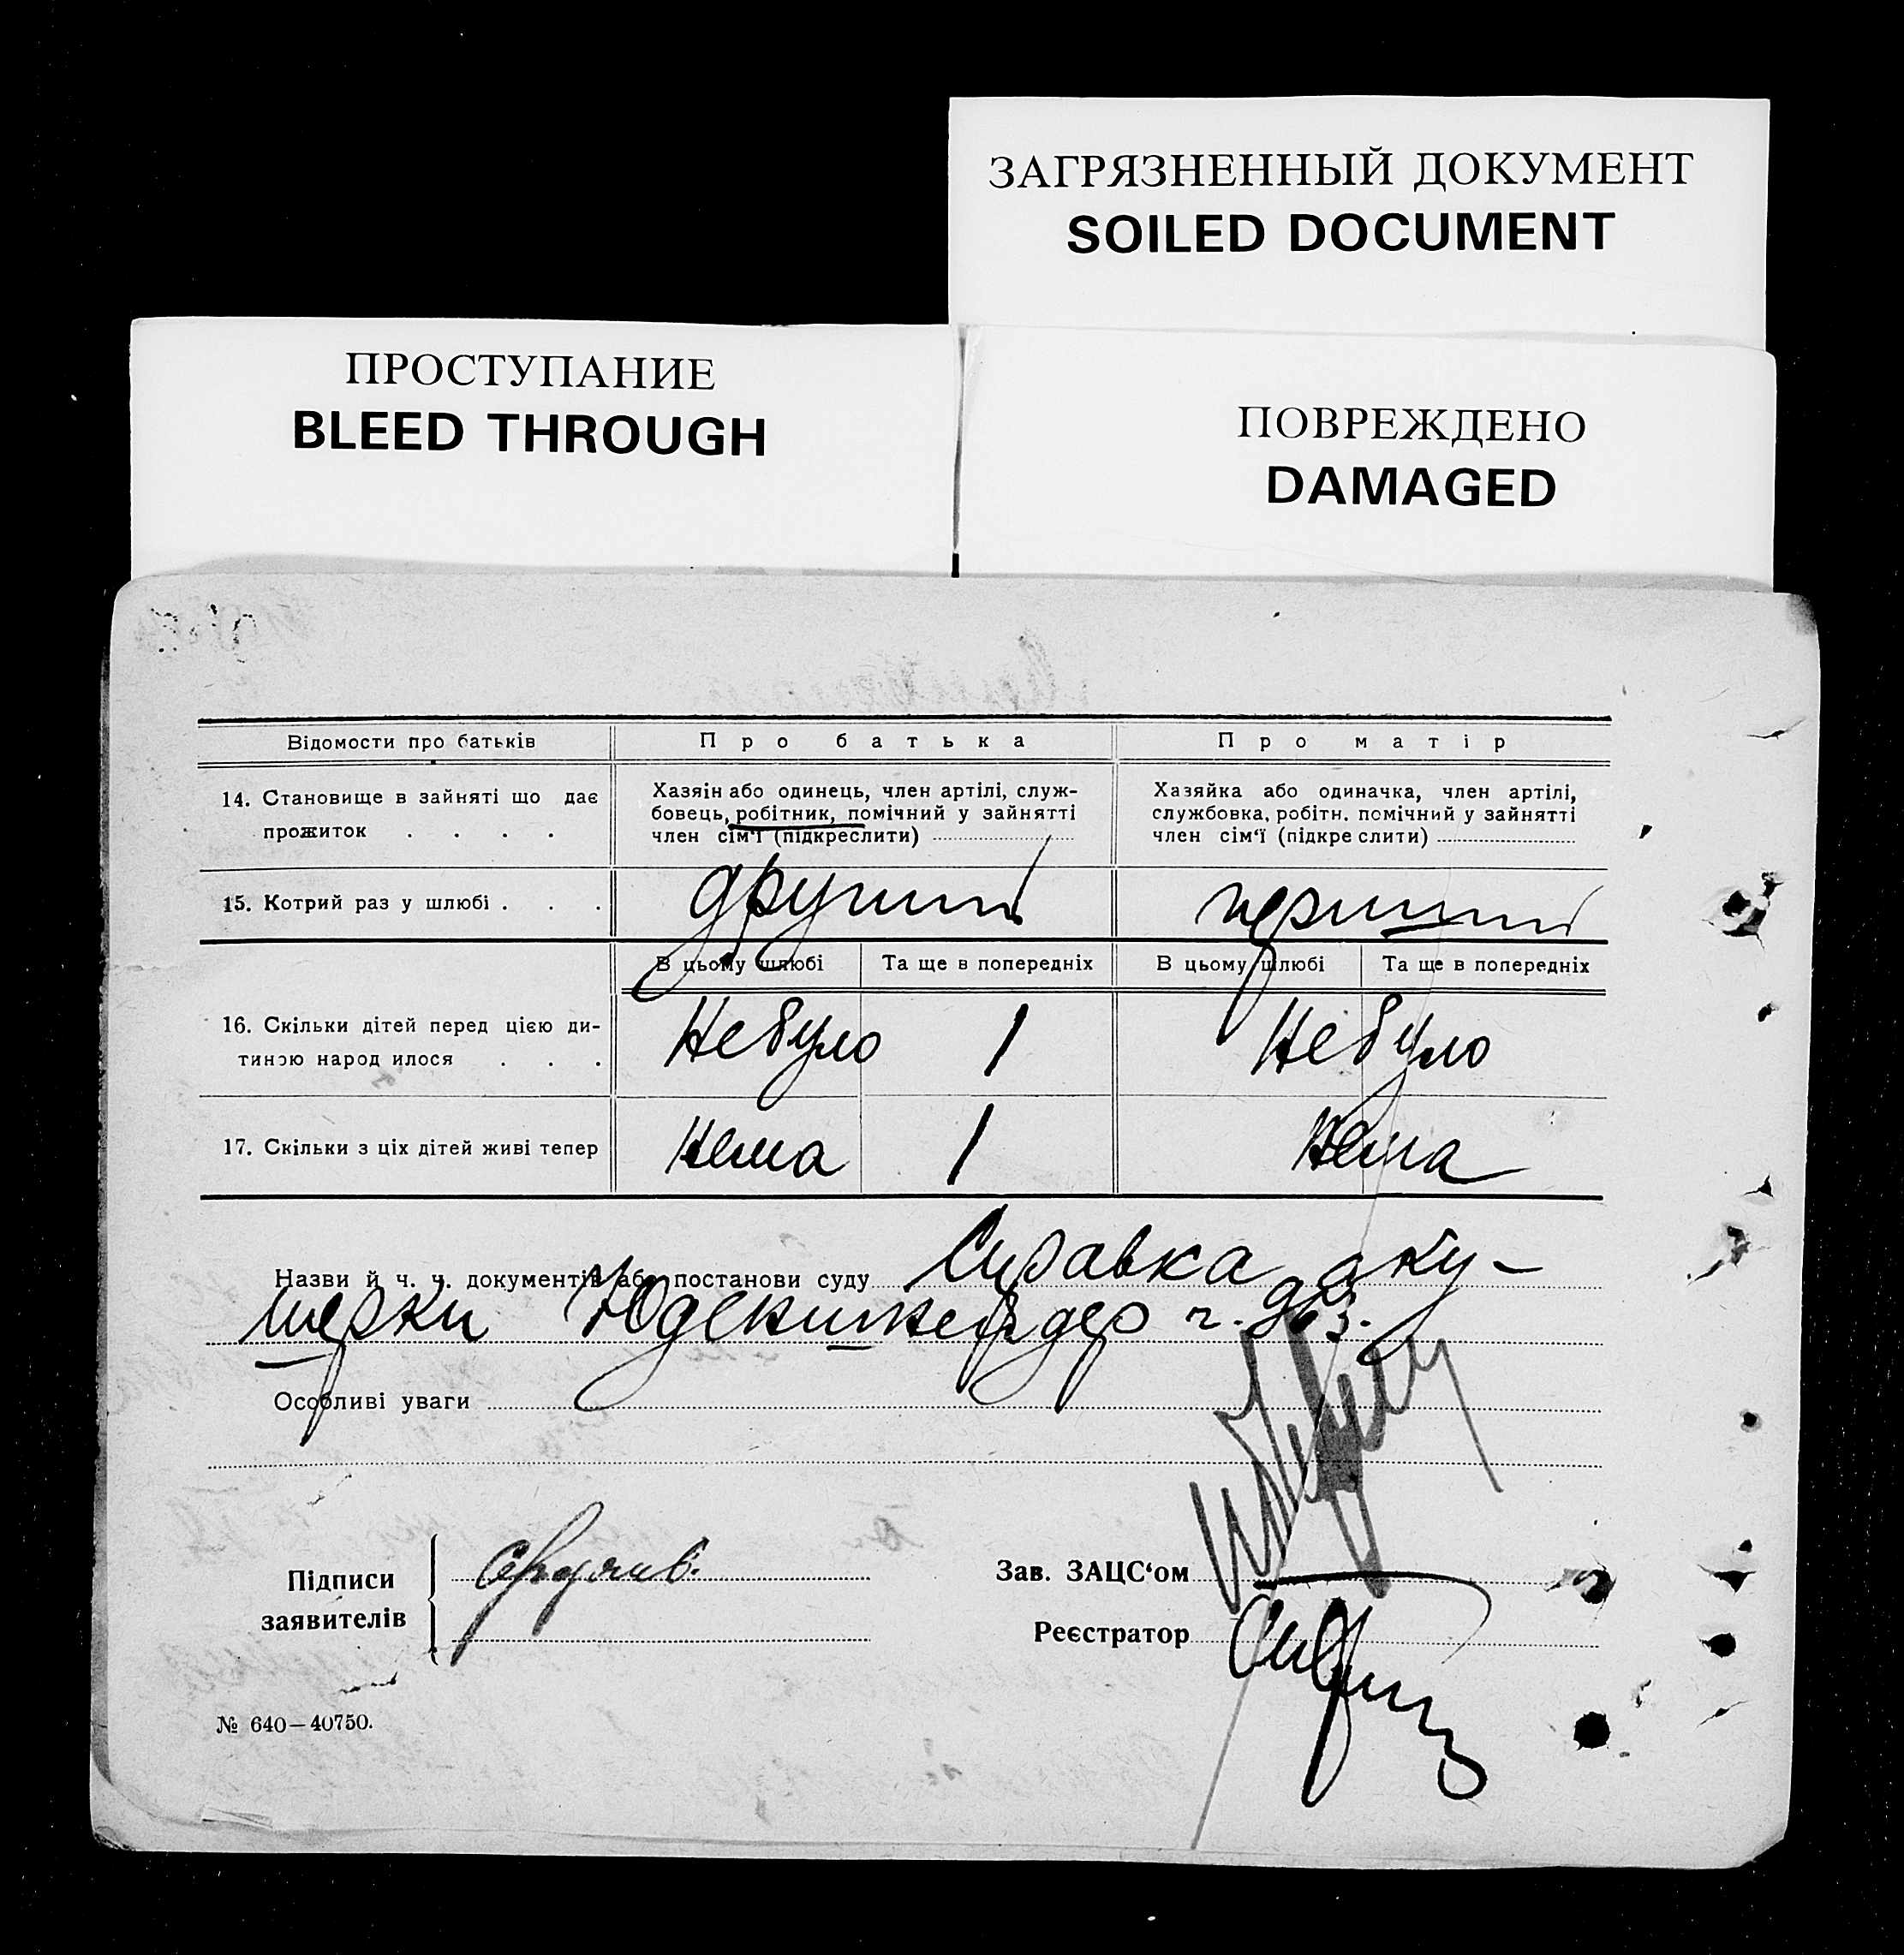 ЗАГРЯЗНЕННЫЙ ДОКУМЕНТ
SOILED DOCUMENT
ПРОСТУПАНИЕ
BLEED THROUGH
ПОВРЕЖДЕНО
DAMAGED
Відомости про батьків Про батька Про матір
14. Становище в зайняті що дає
прожиток . . . .
Хазяїн або одинець, член артілі, служ-
бовець, робітник, помічний у зайнятті
член сім'ї (підкреслити)
Хазяйка або одиначка, член артілі,
службовка, робітн. помічний у зайнятті
член сім'ї (підкреслити)
15. Котрий раз у шлюбі . . . другий перший
В цьому шлюбі Та ще в попередніх В цьому шлюбі Та ще в попередніх
16. Скільки дітей перед цією ди-
тиною народилося . . .
Небуло 1 Небуло
17. Скільки з ціх дітей живі тепер Нема 1 Нема
Назви й ч. ч. документів або постанови суду Справка аку-
шерки
Особливі уваги
Підписи
заявителів
Зав. ЗАЦС'ом
Реєстратор
№ 640—40750.